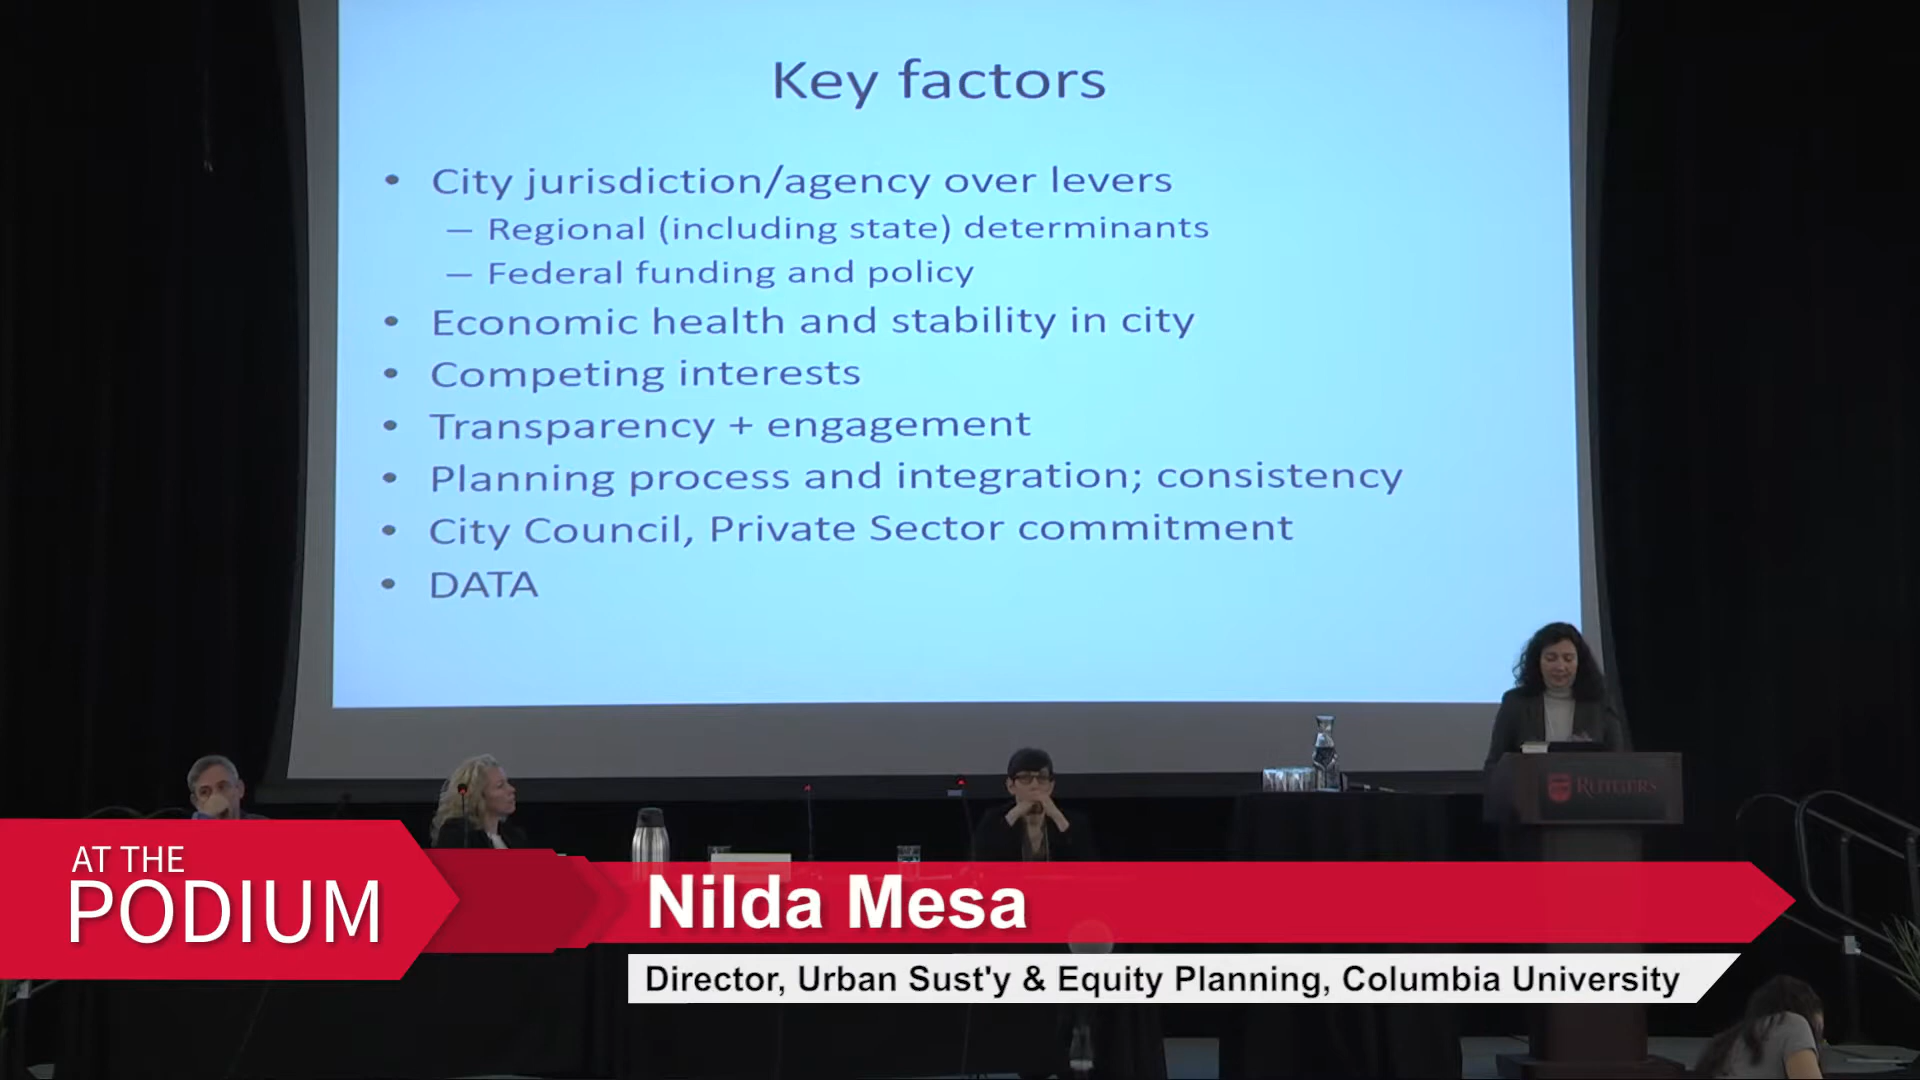 Key factors
• City jurisdiction/agency over levers
– Regional (including state) determinants
– Federal funding and policy
• Economic health and stability in city
• Competing interests
• Transparency + engagement
• Planning process and integration; consistency
• City Council, Private Sector commitment
• DATA
RUTGERS
AT THE
PODIUM
Nilda Mesa
Director, Urban Sust'y & Equity Planning, Columbia University